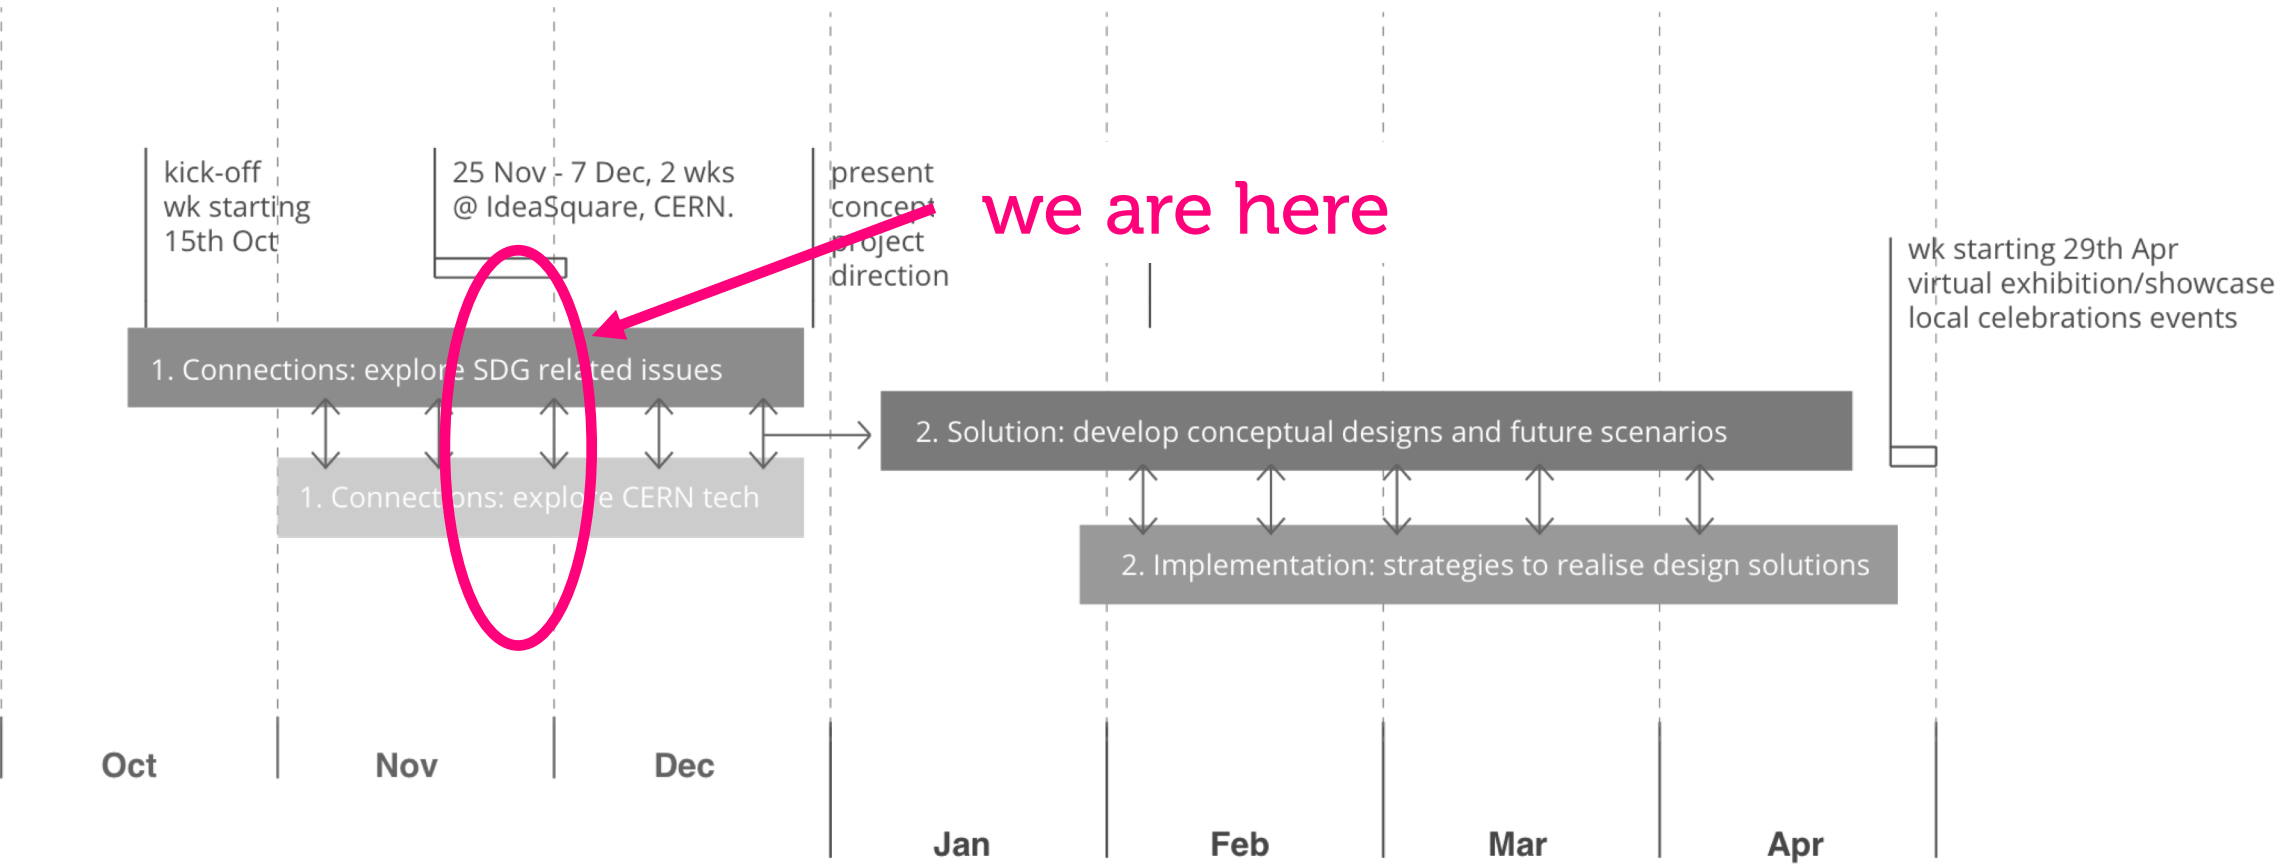 kick-off
wk starting
15th Oct
25 Nov - 7 Dec, 2 wks
@ IdeaSquare, CERN.
present
concept
project
direction
we are here
wk starting 29th Apr
virtual exhibition/showcase
local celebrations events
1. Connections: explore SDG related issues
2. Solution: develop conceptual designs and future scenarios
1. Connections: explore CERN tech
2. Implementation: strategies to realise design solutions
Oct
Nov
Dec
Jan
Feb
Mar
Apr